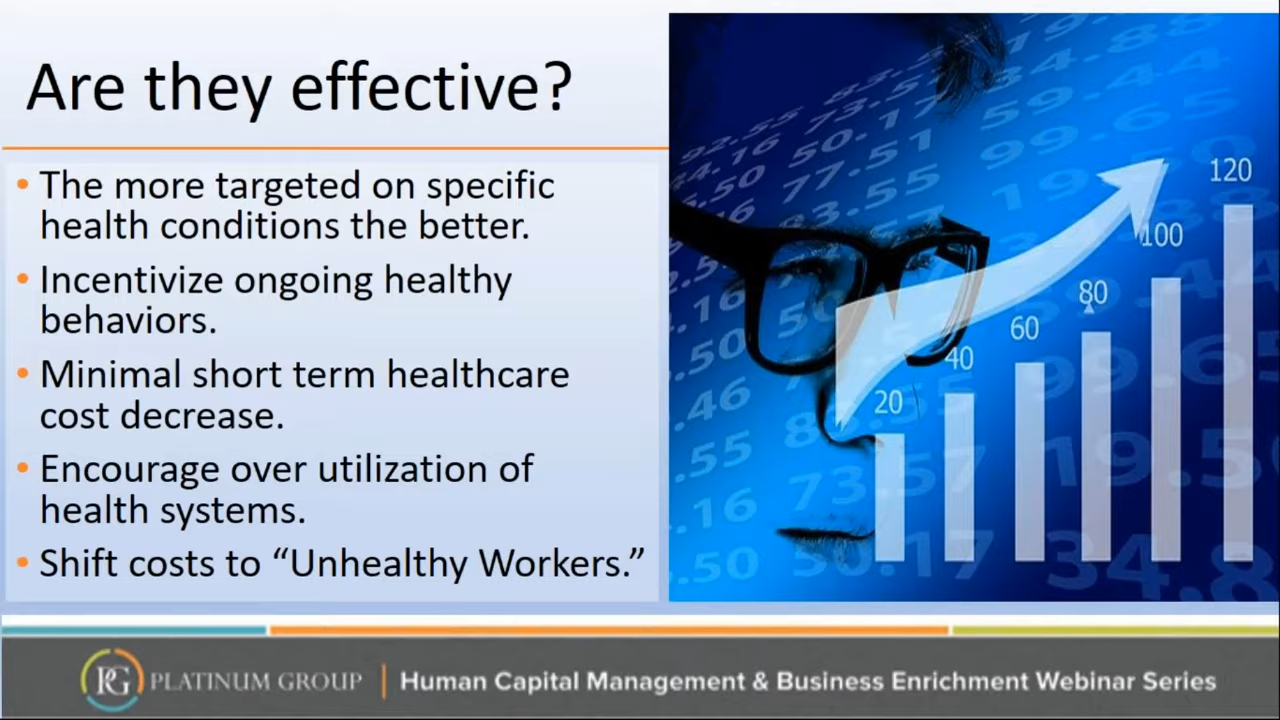 Are they effective?
• The more targeted on specific
health conditions the better.
• Incentivize ongoing healthy
behaviors.
• Minimal short term healthcare
cost decrease.
• Encourage over utilization of
health systems.
• Shift costs to “Unhealthy Workers.”
20
40
60
80
100
120
PG PLATINUM GROUP
Human Capital Management & Business Enrichment Webinar Series